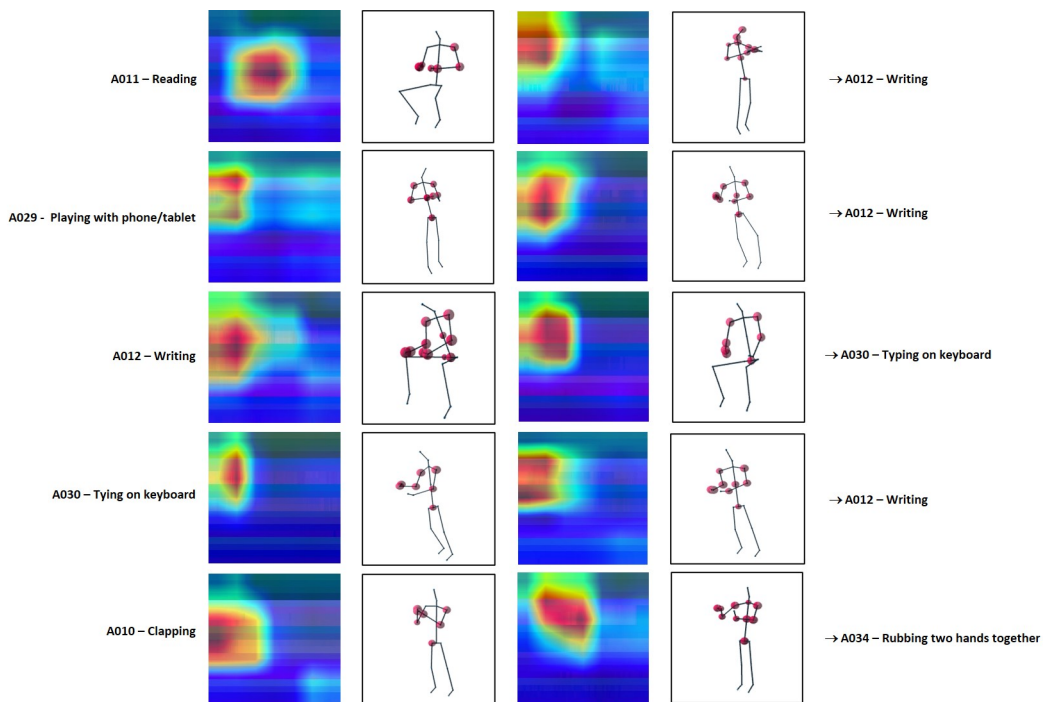 A011 – Reading
→ A012 – Writing
A029 - Playing with phone/tablet
→ A012 – Writing
A012 – Writing
→ A030 – Typing on keyboard
A030 – Tying on keyboard
→ A012 – Writing
A010 – Clapping
→ A034 – Rubbing two hands together